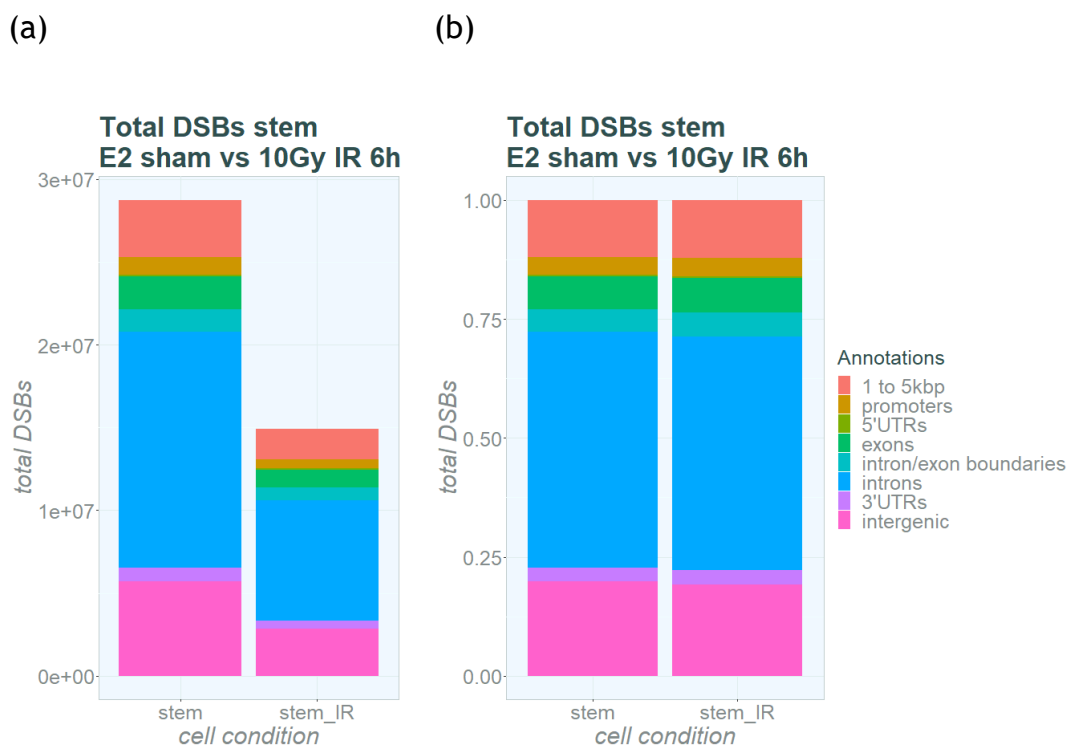 (a)
(b)
Total DSBs stem
E2 sham vs 10Gy IR 6h
3e+07
2e+07
1e+07
0e+00
total DSBs
stem
stem_IR
cell condition
Total DSBs stem
E2 sham vs 10Gy IR 6h
1.00
0.75
0.50
0.25
0.00
total DSBs
stem
stem_IR
cell condition
Annotations
1 to 5kbp
promoters
5'UTRs
exons
intron/exon boundaries
introns
3'UTRs
intergenic